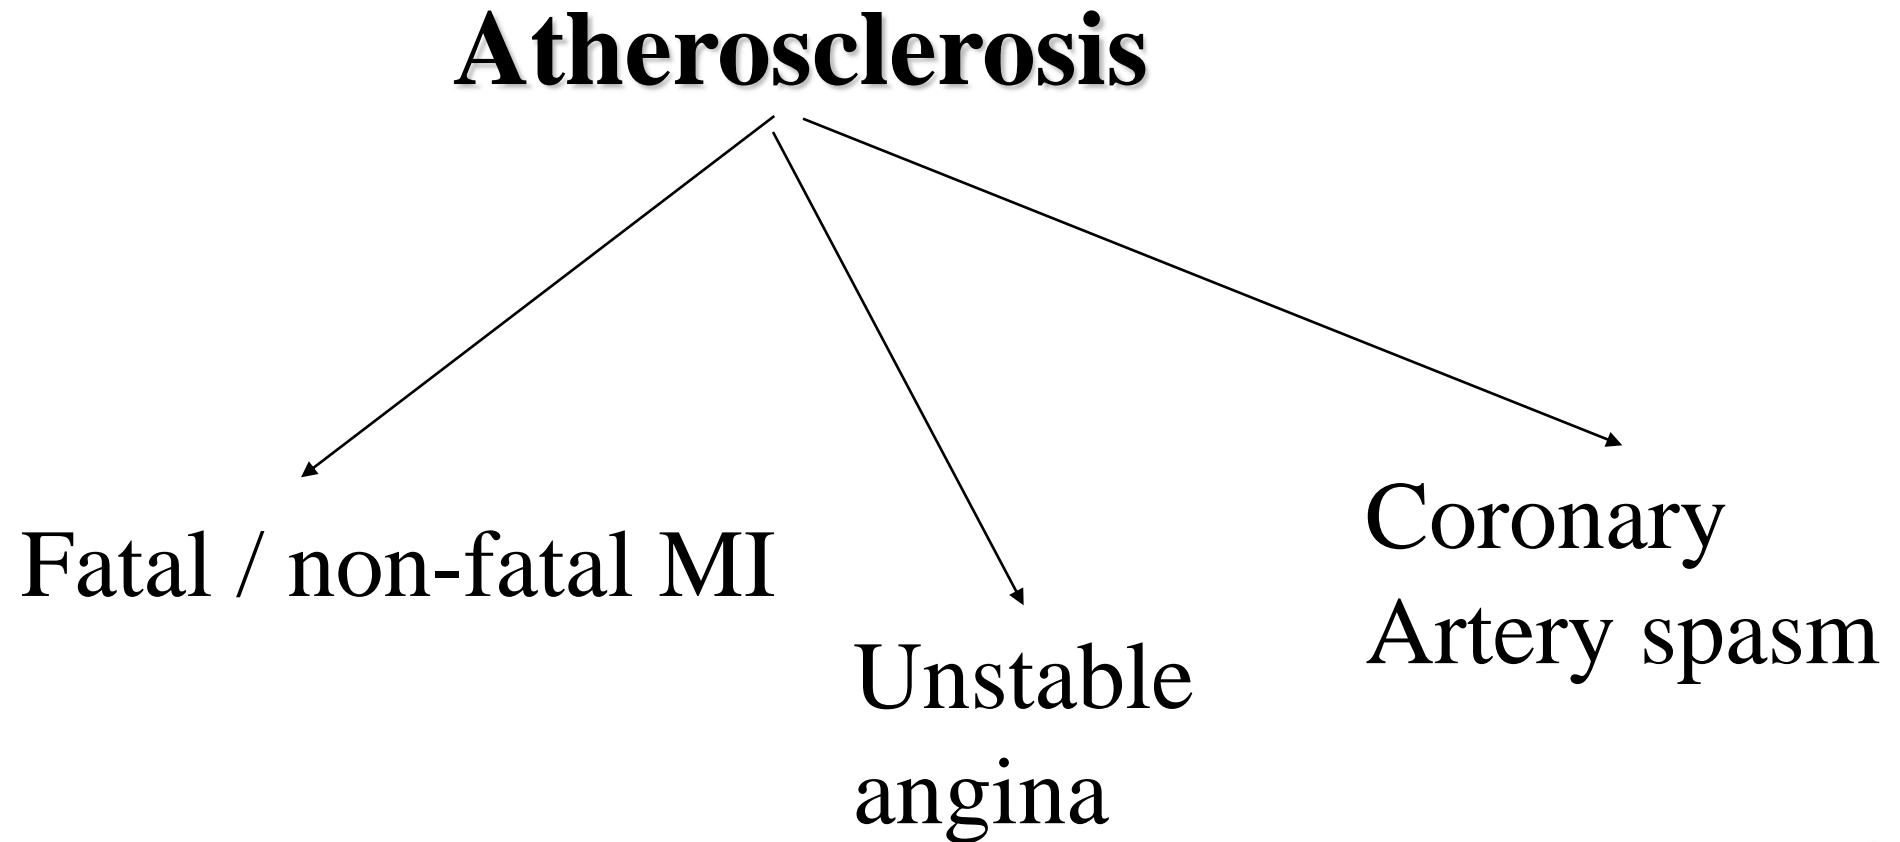 Atherosclerosis
Fatal / non-fatal MI
Unstable
angina
Coronary
Artery spasm